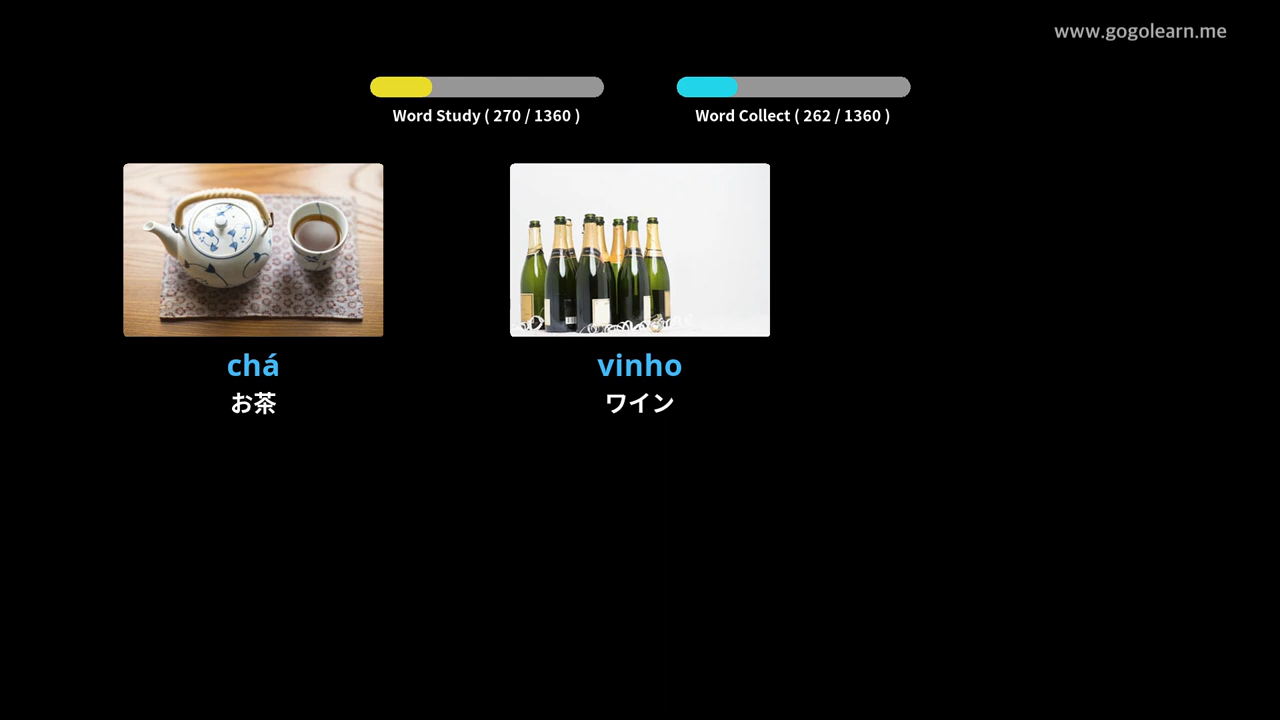 www.gogolearn.me
Word Study ( 270 / 1360 )
Word Collect ( 262 / 1360 )
chá
お茶
vinho
ワイン